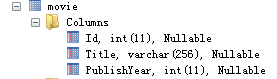 movie
Columns
Id, int(11), Nullable
Title, varchar(256), Nullable
PublishYear, int(11), Nullable